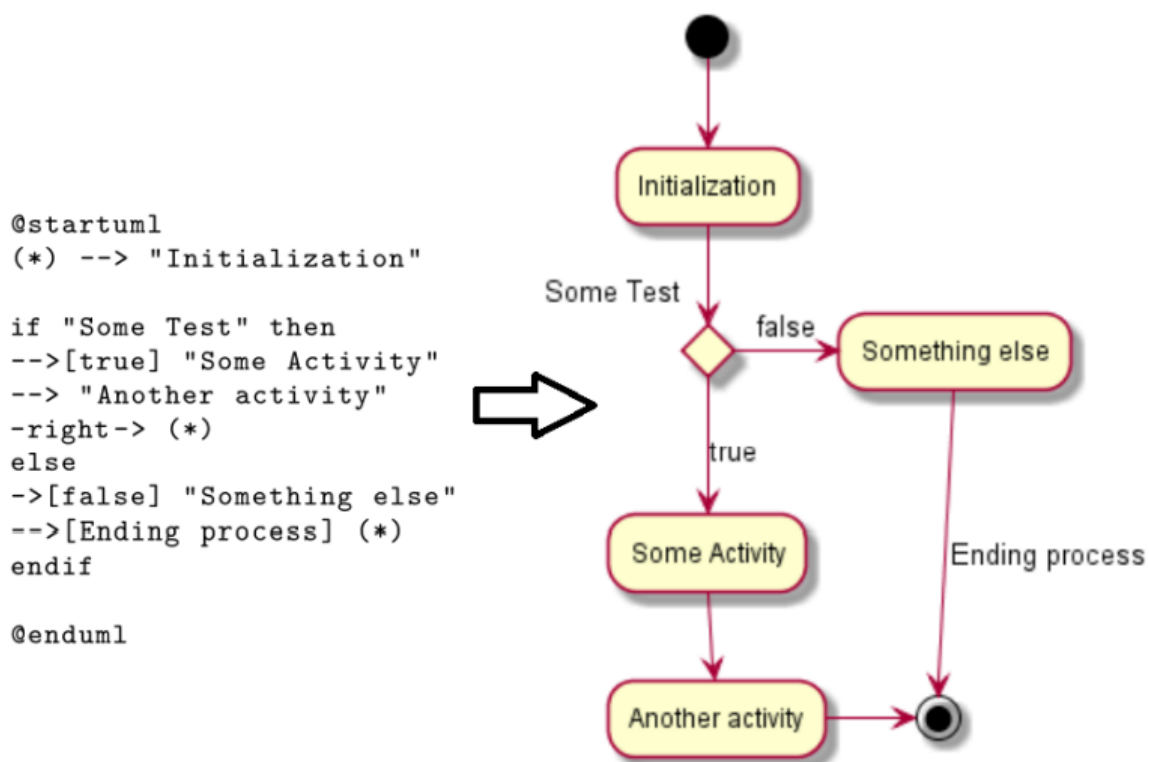 @startuml
(*) --> "Initialization"
if "Some Test" then
-->[true] "Some Activity"
--> "Another activity"
-right-> (*)
else
->[false] "Something else"
-->[Ending process] (*)
endif
@enduml
Initialization
Some Test
false
Something else
true
Some Activity
Ending process
Another activity